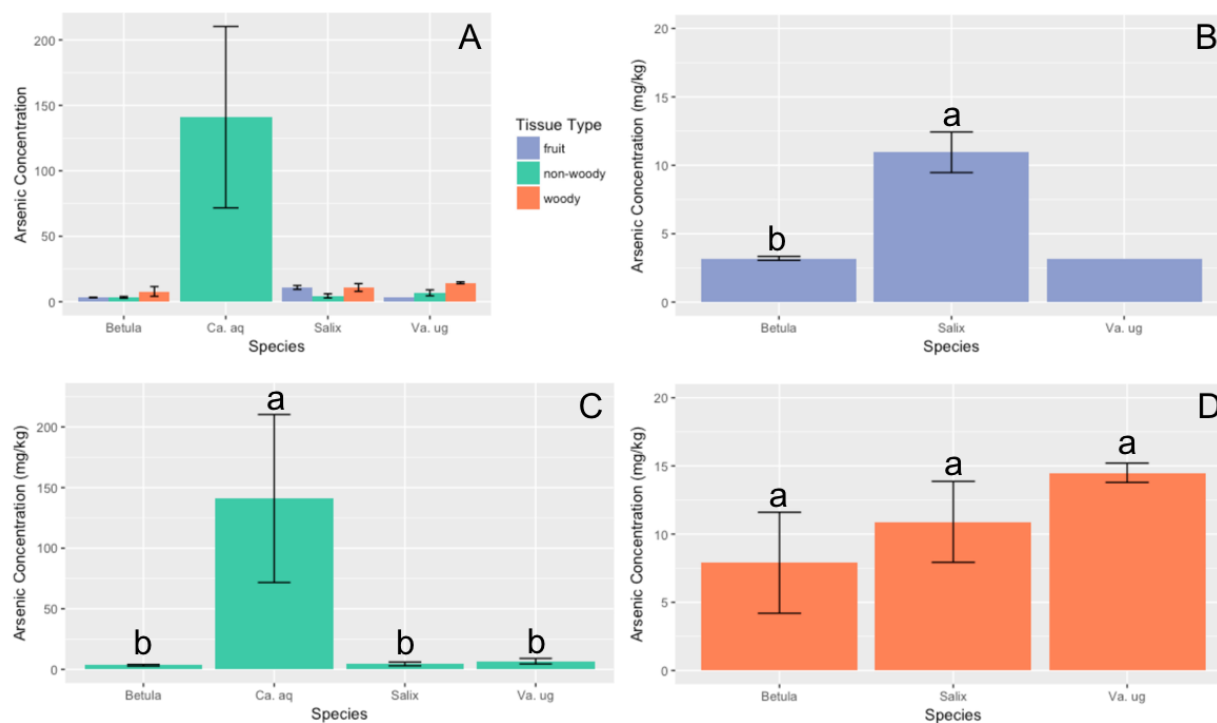 A
Arsenic Concentration
200
150
100
50
0
Betula Ca. aq Salix Va. ug
Species
Tissue Type
fruit
non-woody
woody
B
Arsenic Concentration (mg/kg)
20
15
10
5
0
a
b
Betula Salix Va. ug
Species
C
Arsenic Concentration (mg/kg)
200
150
100
50
0
a
b b b
Betula Ca. aq Salix Va. ug
Species
D
Arsenic Concentration (mg/kg)
20
15
10
5
0
a a a
Betula Salix Va. ug
Species